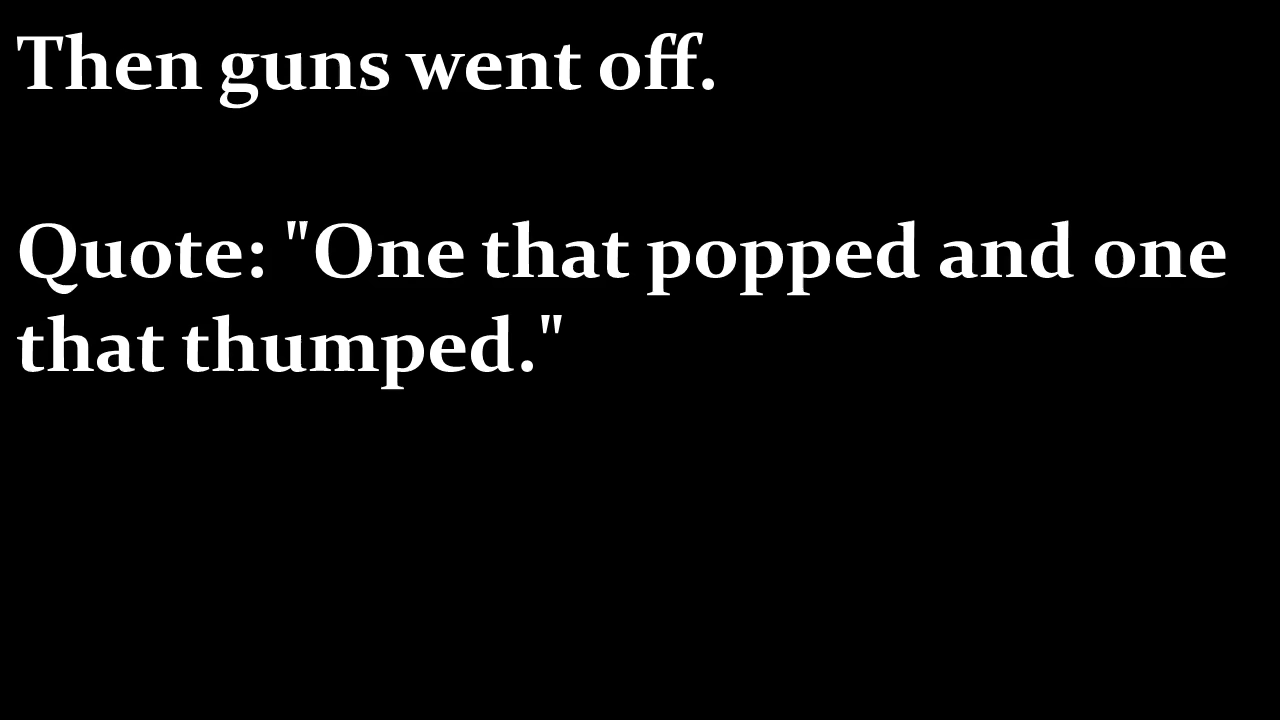 Then guns went off.
Quote: "One that popped and one
that thumped."